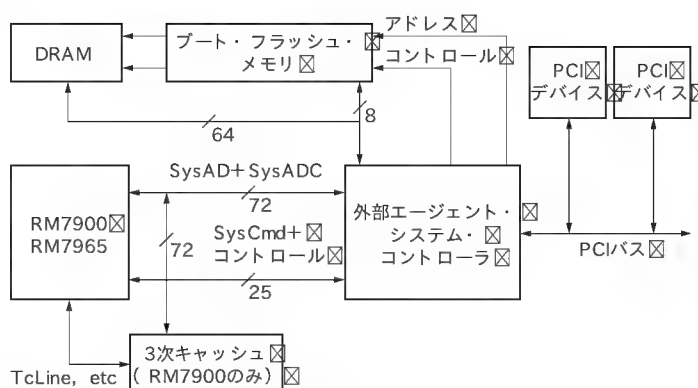 DRAM
ブート・フラッシュ・
メモリ
アドレス
コントロール
PCI
デバイス
PCI
デバイス
8
64
SysAD+SysADC
72
RM7900
RM7965
72
SysCmd+
コントロール
25
外部エージェント・
システム・
コントローラ
PCIバス
3次キャッシュ
( RM7900のみ)
TcLine, etc